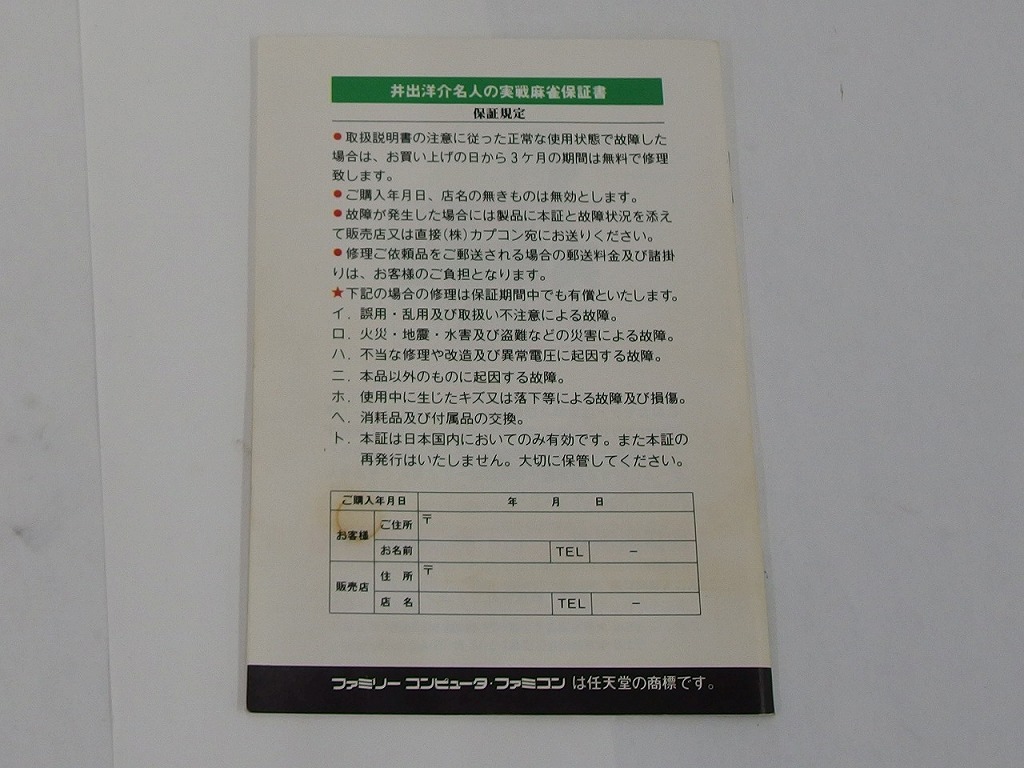 井出洋介名人の実戦麻雀保証書
保証規定
●取扱説明書の注意に従った正常な使用状態で故障した
場合は、お買い上げの日から3ケ月の期間は無料で修理
致します。
●ご購入年月日、店名の無きものは無効とします。
●故障が発生した場合には製品に本証と故障状況を添え
て販売店又は直接(株)カプコン宛にお送りください。
●修理ご依頼品をご郵送される場合の郵送料金及び諸掛
りは、お客様のご負担となります。
★下記の場合の修理は保証期間中でも有償といたします。
イ．誤用・乱用及び取扱い不注意による故障。
ロ．火災・地震・水害及び盗難などの災害による故障。
ハ．不当な修理や改造及び異常電圧に起因する故障。
ニ．本品以外のものに起因する故障。
ホ．使用中に生じたキズ又は落下等による故障及び損傷。
ヘ．消耗品及び付属品の交換。
ト．本証は日本国内においてのみ有効です。また本証の
再発行はいたしません。大切に保管してください。
ご購入年月日 年 月 日
お客様 ご住所 〒
お名前 TEL －
販売店 住所 〒
店名 TEL －
ファミリーコンピュータ・ファミコンは任天堂の商標です。